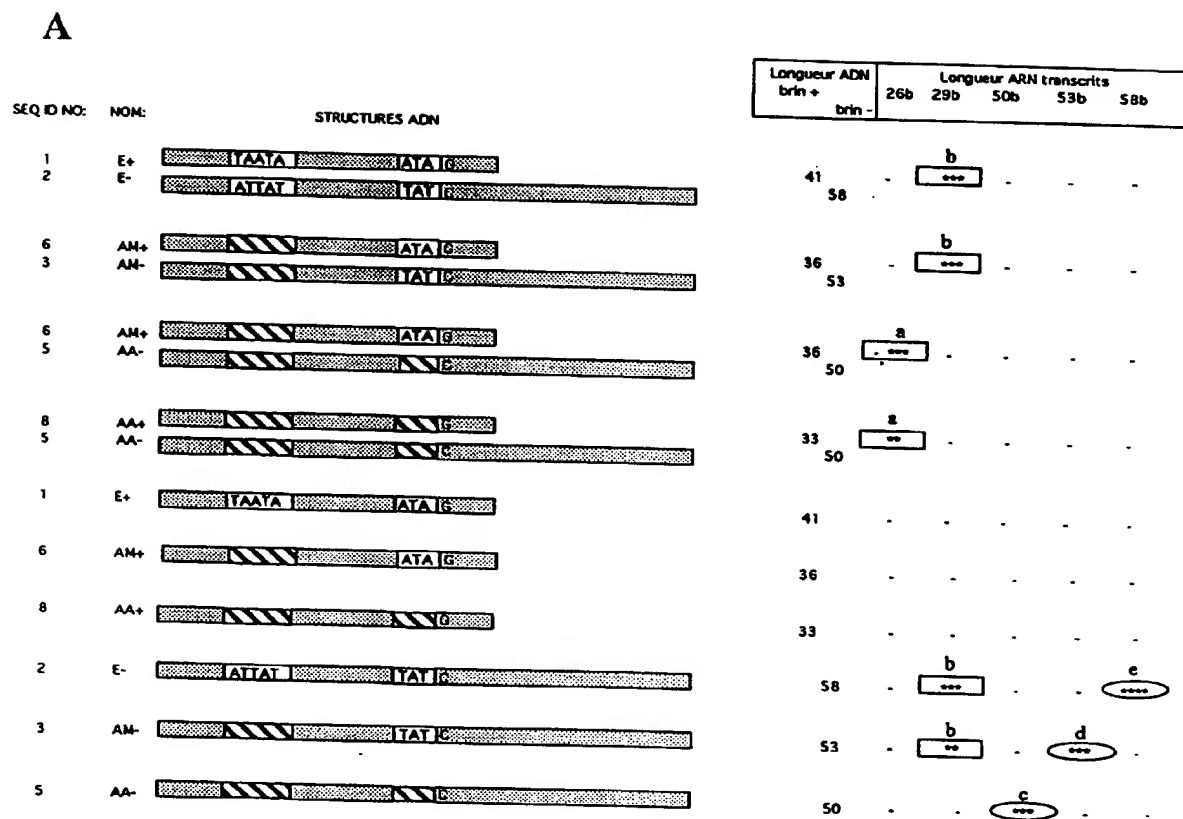 A
Longueur ADN Longueur ARN transcrits
brin + 26b 29b 50b 53b 58b
brin -
SEQ ID NO: NOM: STRUCTURES ADN
1 E+ TAATA ATA G
2 E- ATTAT TAT
b
41 - *** - - -
58
6 AM+ ATA G
3 AM- TAT C
b
36 - *** - - -
53
6 AM+ ATA G
5 AA- C
a
36 *** - - - -
50
8 AA+ G
5 AA- C
a
33 ** - - - -
50
1 E+ TAATA ATA G
41 - - - - -
6 AM+ ATA G
36 - - - - -
8 AA+ G
33 - - - - -
2 E- ATTAT TAT
b e
58 - *** - - ****
3 AM- TAT C
b d
53 - ** - *** -
5 AA- C
c
50 - - *** - -